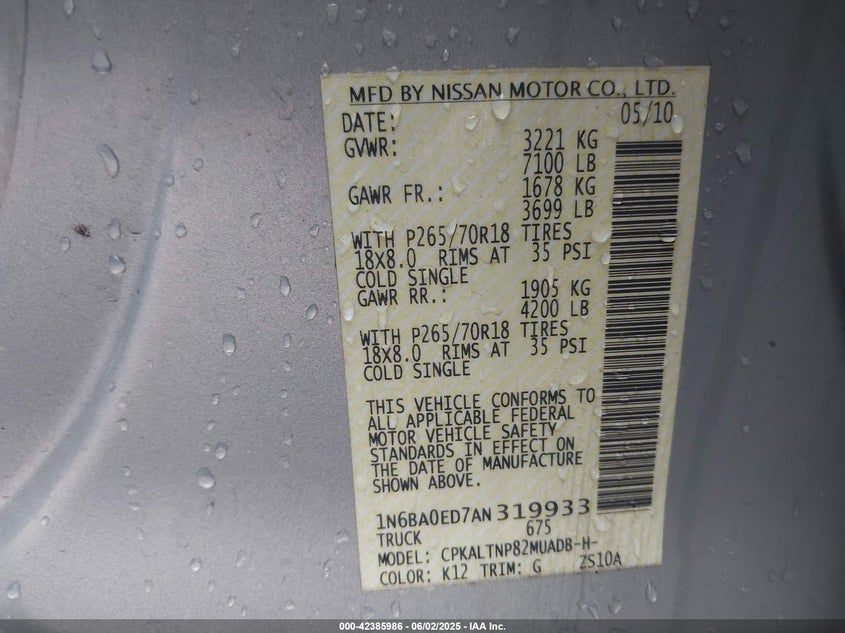 MFD BY NISSAN MOTOR CO., LTD.
DATE: 05/10
GVWR: 3221 KG
7100 LB
GAWR FR.: 1678 KG
3699 LB
WITH P265/70R18 TIRES
18X8.0 RIMS AT 35 PSI
COLD SINGLE
GAWR RR.: 1905 KG
4200 LB
WITH P265/70R18 TIRES
18X8.0 RIMS AT 35 PSI
COLD SINGLE
THIS VEHICLE CONFORMS TO
ALL APPLICABLE FEDERAL
MOTOR VEHICLE SAFETY
STANDARDS IN EFFECT ON
THE DATE OF MANUFACTURE
SHOWN ABOVE.
1N6BA0ED7AN319933
TRUCK 675
MODEL: CPKALTNP82MUADB-H-
COLOR: K12 TRIM: G ZS10A
000-42385986 - 06/02/2025 - IAA Inc.